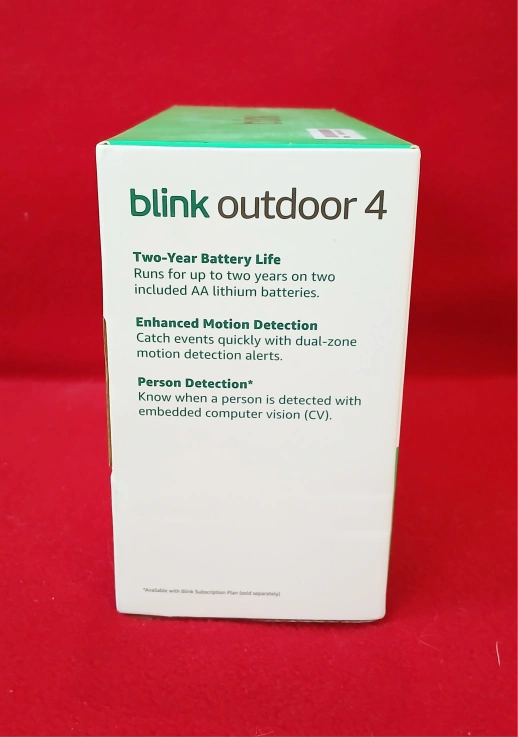 blink outdoor 4
Two-Year Battery Life
Runs for up to two years on two
included AA lithium batteries.
Enhanced Motion Detection
Catch events quickly with dual-zone
motion detection alerts.
Person Detection*
Know when a person is detected with
embedded computer vision (CV).
*Available with Blink Subscription Plan (sold separately)